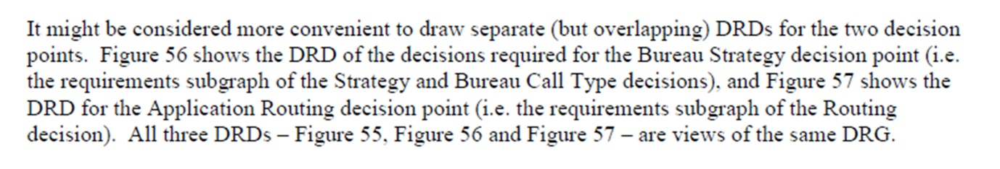 It might be considered more convenient to draw separate (but overlapping) DRDs for the two decision
points.  Figure 56 shows the DRD of the decisions required for the Bureau Strategy decision point (i.e.
the requirements subgraph of the Strategy and Bureau Call Type decisions), and Figure 57 shows the
DRD for the Application Routing decision point (i.e. the requirements subgraph of the Routing
decision).  All three DRDs – Figure 55, Figure 56 and Figure 57 – are views of the same DRG.